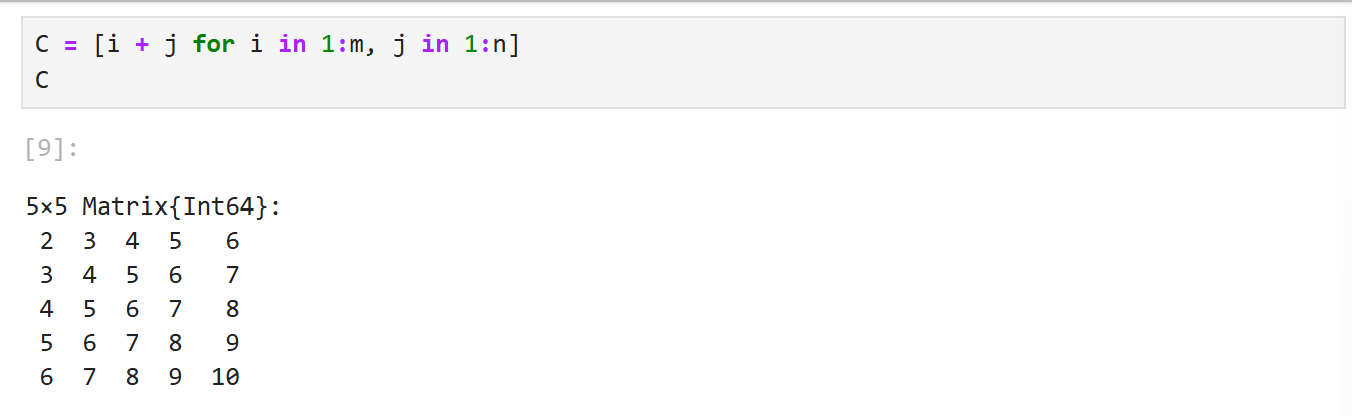 C = [i + j for i in 1:m, j in 1:n]
C
[9]:
5×5 Matrix{Int64}:
 2  3  4  5   6
 3  4  5  6   7
 4  5  6  7   8
 5  6  7  8   9
 6  7  8  9  10